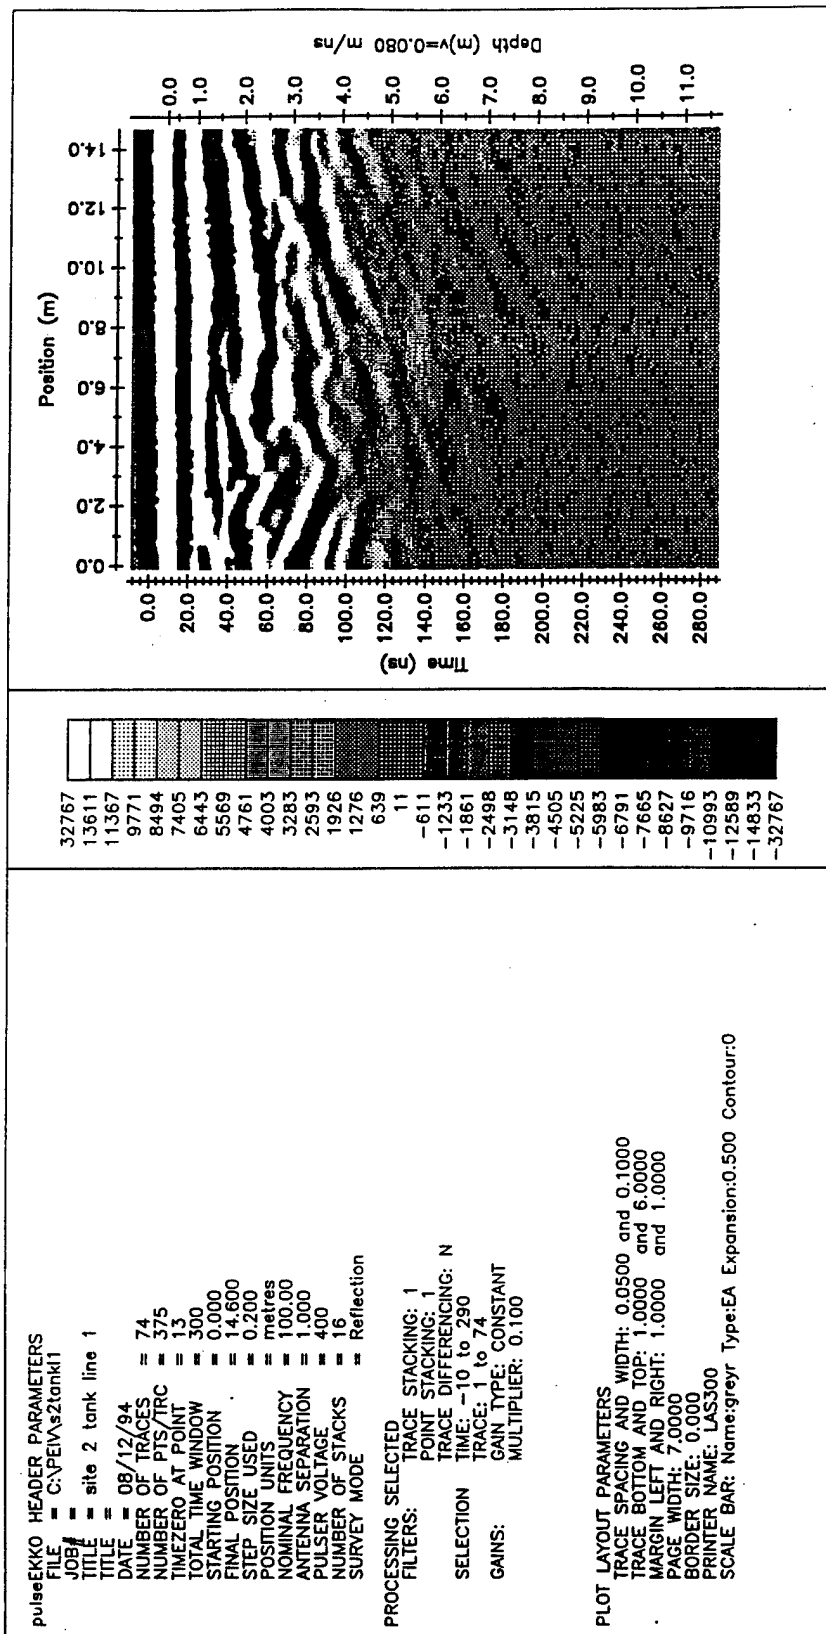 pulseEKKO HEADER PARAMETERS
FILE = C:\PEIV\s2tankl1
JOB# =
TITLE = site 2 tank line 1
TITLE =
DATE = 08/12/94
NUMBER OF TRACES = 74
NUMBER OF PTS/TRC = 375
TIMEZERO AT POINT = 13
TOTAL TIME WINDOW = 300
STARTING POSITION = 0.000
FINAL POSITION = 14.600
STEP SIZE USED = 0.200
POSITION UNITS = metres
NOMINAL FREQUENCY = 100.00
ANTENNA SEPARATION = 1.000
PULSER VOLTAGE = 400
NUMBER OF STACKS = 16
SURVEY MODE = Reflection
PROCESSING SELECTED
FILTERS: TRACE STACKING: 1
POINT STACKING: 1
TRACE DIFFERENCING: N
SELECTION TIME: -10 to 290
TRACE: 1 to 74
GAINS: GAIN TYPE: CONSTANT
MULTIPLIER: 0.100
PLOT LAYOUT PARAMETERS
TRACE SPACING AND WIDTH: 0.0500 and 0.1000
TRACE BOTTOM AND TOP: 1.0000 and 6.0000
MARGIN LEFT AND RIGHT: 1.0000 and 1.0000
PAGE WIDTH: 7.0000
BORDER SIZE: 0.000
PRINTER NAME: LAS300
SCALE BAR: Name:greyr Type:EA Expansion:0.500 Contour:0
32767
13611
11367
9771
8494
7405
6443
5569
4761
4003
3283
2593
1926
1276
639
11
-611
-1233
-1861
-2498
-3148
-3815
-4505
-5225
-5983
-6791
-7665
-8627
-9716
-10993
-12589
-14833
-32767
Position (m)
0.0 2.0 4.0 6.0 8.0 10.0 12.0 14.0
Time (ns)
0.0
20.0
40.0
60.0
80.0
100.0
120.0
140.0
160.0
180.0
200.0
220.0
240.0
260.0
280.0
Depth (m)v=0.080 m/ns
0.0
1.0
2.0
3.0
4.0
5.0
6.0
7.0
8.0
9.0
10.0
11.0